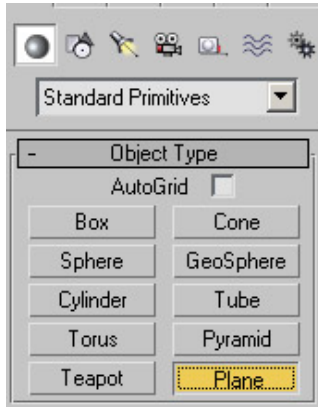 Standard Primitives
- Object Type
AutoGrid
Box Cone
Sphere GeoSphere
Cylinder Tube
Torus Pyramid
Teapot Plane